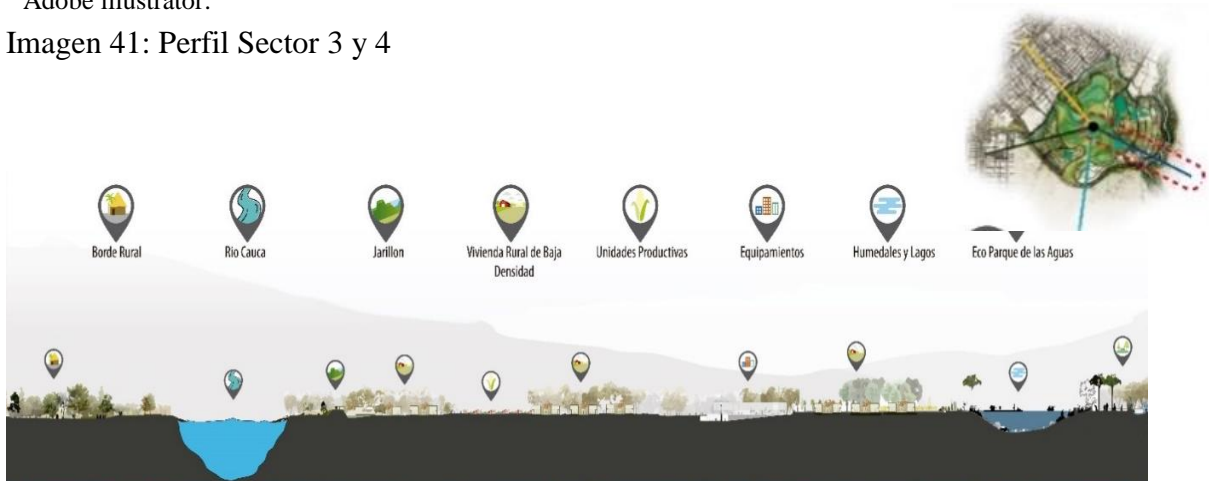 Adobe Illustrator.
Imagen 41: Perfil Sector 3 y 4
Borde Rural
Rio Cauca
Jarillon
Vivienda Rural de Baja
Densidad
Unidades Productivas
Equipamientos
Humedales y Lagos
Eco Parque de las Aguas